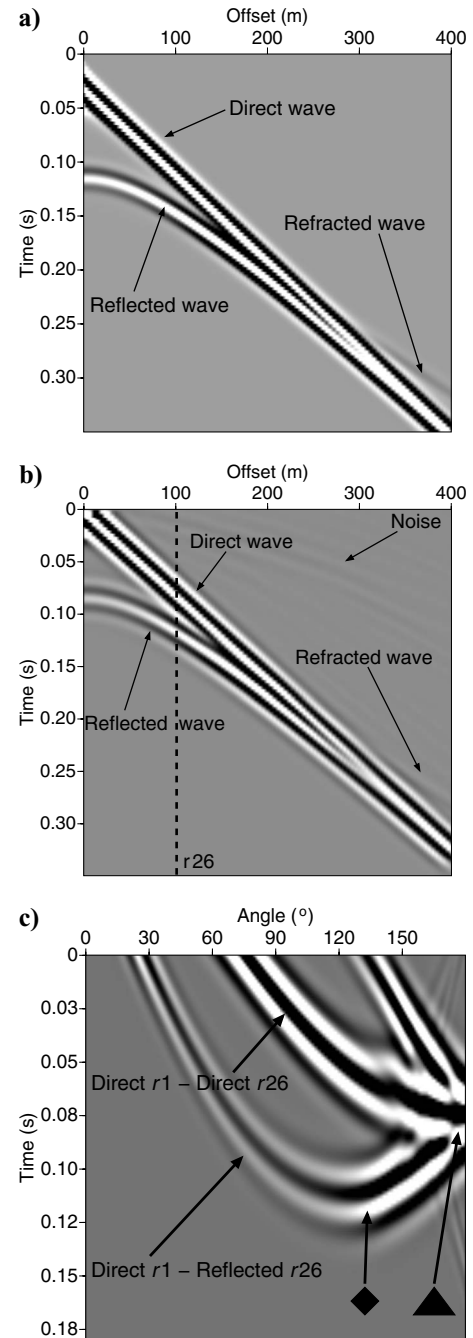 a)
Offset (m)
0 100 200 300 400
Time (s)
0
0.05
0.10
0.15
0.20
0.25
0.30
Direct wave
Refracted wave
Reflected wave
b)
Offset (m)
0 100 200 300 400
Time (s)
0
0.05
0.10
0.15
0.20
0.25
0.30
Noise
Direct wave
Refracted wave
Reflected wave
r26
c)
Angle (°)
0 30 60 90 120 150
Time (s)
0
0.03
0.05
0.08
0.10
0.12
0.15
0.18
Direct r1 – Direct r26
Direct r1 – Reflected r26